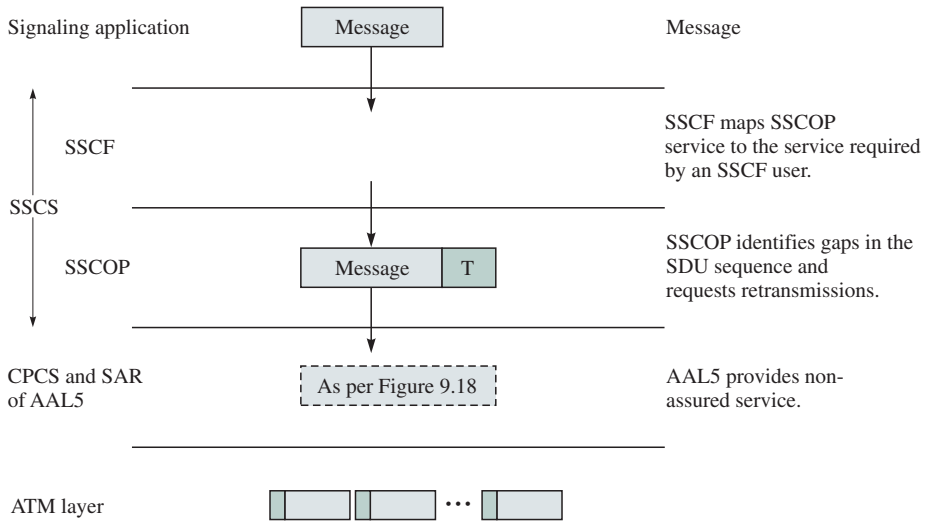 Signaling application
Message
Message
SSCS
SSCF
SSCF maps SSCOP
service to the service required
by an SSCF user.
SSCOP
Message
T
SSCOP identifies gaps in the
SDU sequence and
requests retransmissions.
CPCS and SAR
of AAL5
As per Figure 9.18
AAL5 provides non-
assured service.
ATM layer
...